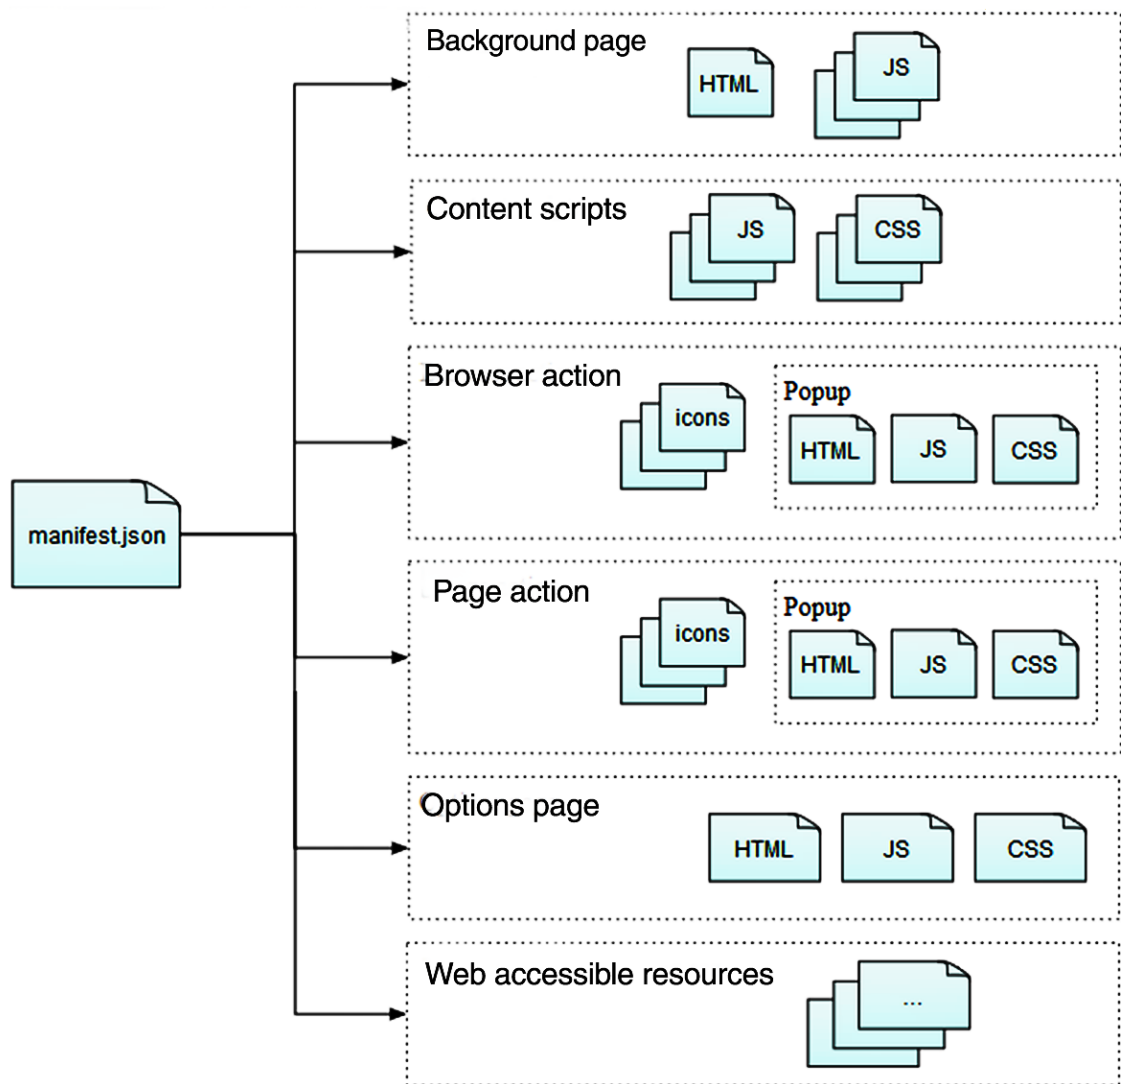 Background page
HTML
JS
Content scripts
JS
CSS
Browser action
icons
Popup
HTML
JS
CSS
manifest.json
Page action
icons
Popup
HTML
JS
CSS
Options page
HTML
JS
CSS
Web accessible resources
...